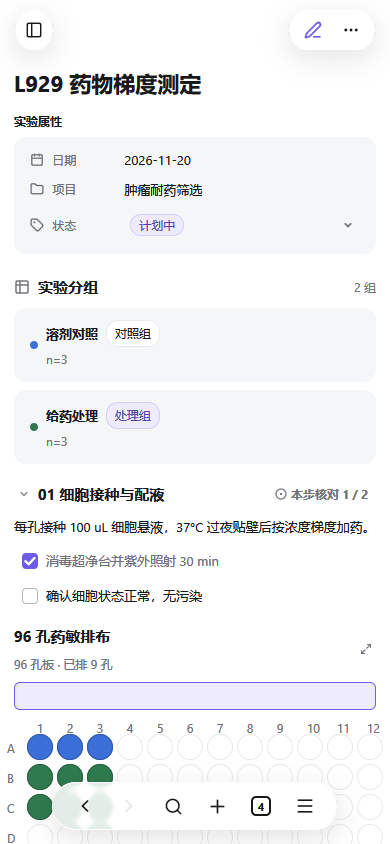 L929 药物梯度测定
实验属性
日期 2026-11-20
项目 肿瘤耐药筛选
状态 计划中
实验分组 2 组
溶剂对照 对照组
n=3
给药处理 处理组
n=3
01 细胞接种与配液 本步核对 1 / 2
每孔接种 100 uL 细胞悬液，37°C 过夜贴壁后按浓度梯度加药。
消毒超净台并紫外照射 30 min
确认细胞状态正常，无污染
96 孔药敏排布
96 孔板 · 已排 9 孔
1 2 3 4 5 6 7 8 9 10 11 12
A
B
C
4
D